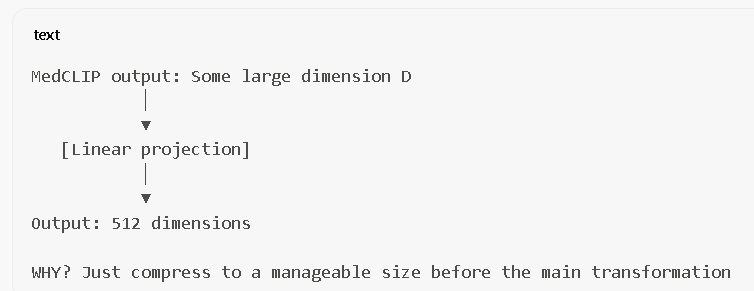 text
MedCLIP output: Some large dimension D
[Linear projection]
Output: 512 dimensions
WHY? Just compress to a manageable size before the main transformation